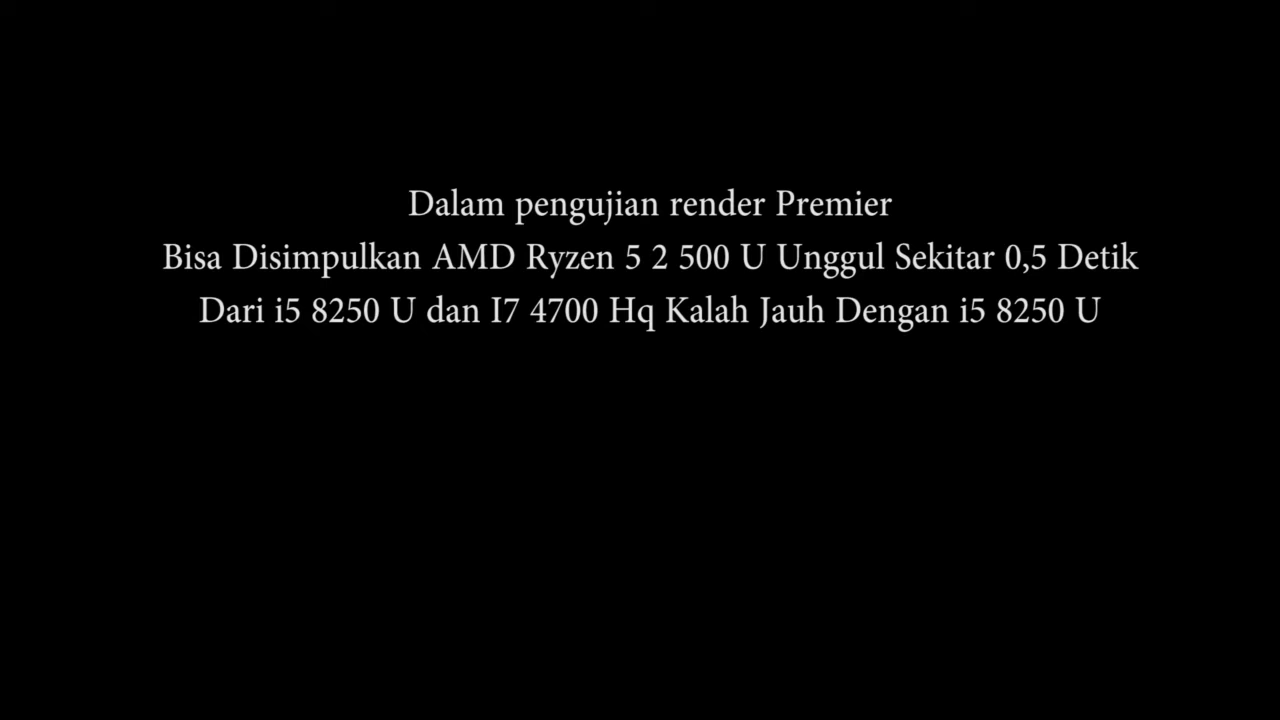 Dalam pengujian render Premier
Bisa Disimpulkan AMD Ryzen 5 2 500 U Unggul Sekitar 0,5 Detik
Dari i5 8250 U dan I7 4700 Hq Kalah Jauh Dengan i5 8250 U